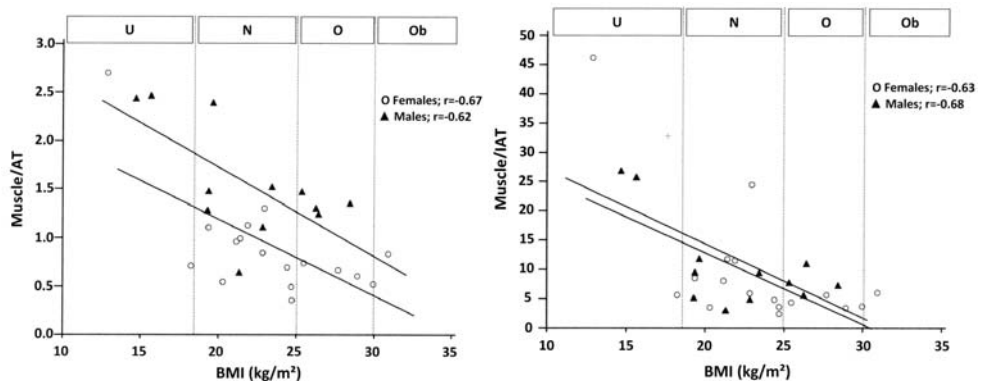 U N O Ob
3.0
2.5
2.0
1.5
1.0
0.5
0.0
Muscle/AT
O Females; r=-0.67
▲ Males; r=-0.62
10 15 20 25 30 35
BMI (kg/m²)
U N O Ob
50
45
40
35
30
25
20
15
10
5
0
Muscle/IAT
O Females; r=-0.63
▲ Males; r=-0.68
10 15 20 25 30 35
BMI (kg/m²)